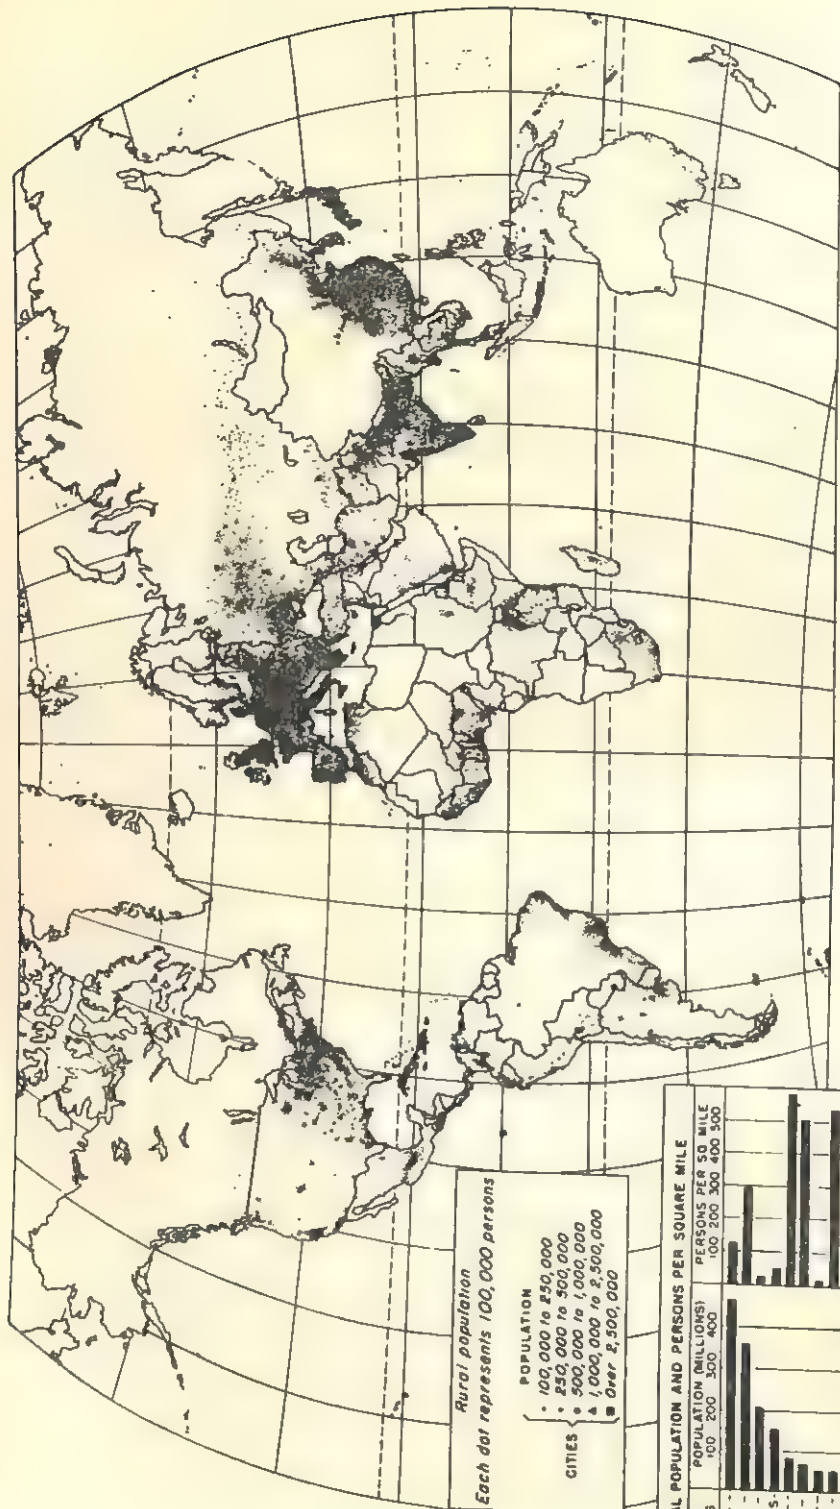 Rural population
Each dot represents 100,000 persons
POPULATION
CITIES
100,000 to 250,000
250,000 to 500,000
500,000 to 1,000,000
1,000,000 to 2,500,000
Over 2,500,000
POPULATION AND PERSONS PER SQUARE MILE
POPULATION (MILLIONS)
100 200 300 400
PERSONS PER SQ MILE
100 200 300 400 500